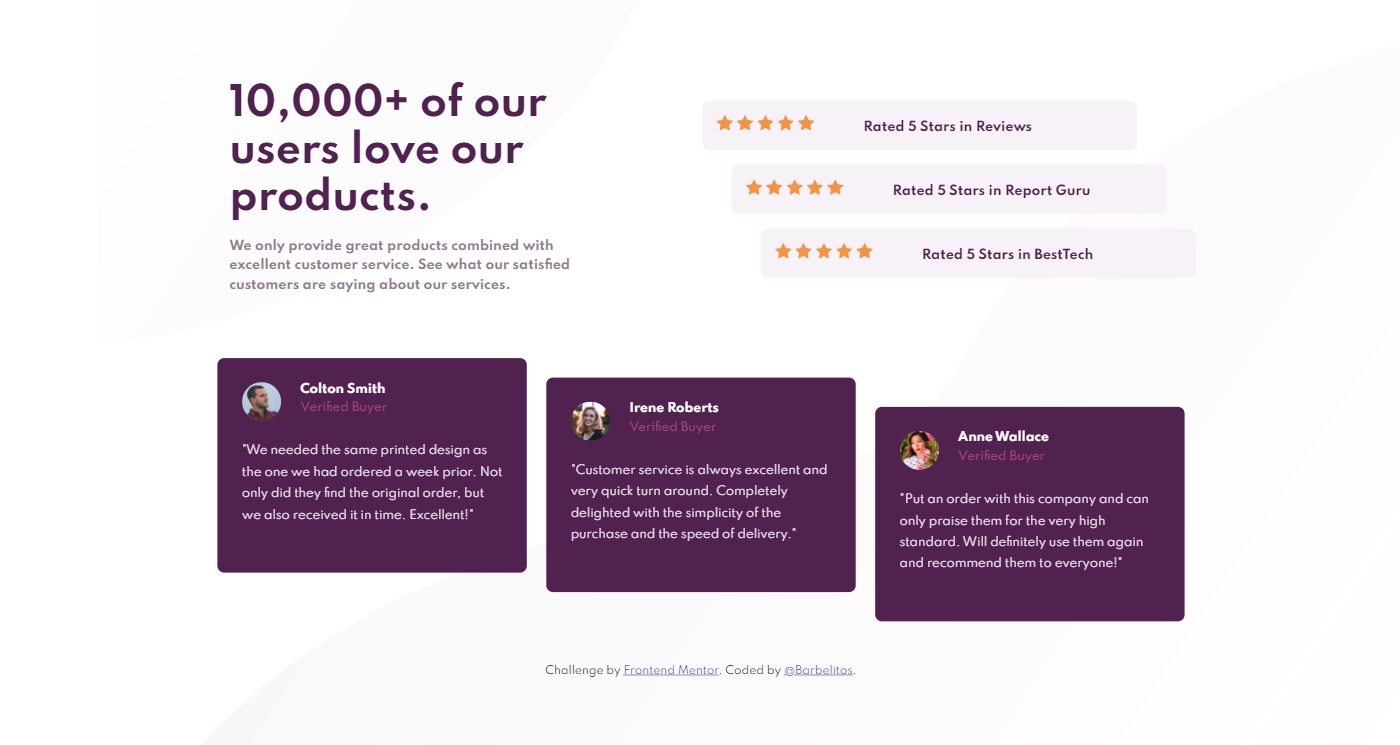 10,000+ of our
users love our
products.
We only provide great products combined with
excellent customer service. See what our satisfied
customers are saying about our services.
Rated 5 Stars in Reviews
Rated 5 Stars in Report Guru
Rated 5 Stars in BestTech
Colton Smith
Verified Buyer
"We needed the same printed design as
the one we had ordered a week prior. Not
only did they find the original order, but
we also received it in time. Excellent!"
Irene Roberts
Verified Buyer
"Customer service is always excellent and
very quick turn around. Completely
delighted with the simplicity of the
purchase and the speed of delivery."
Anne Wallace
Verified Buyer
"Put an order with this company and can
only praise them for the very high
standard. Will definitely use them again
and recommend them to everyone!"
Challenge by Frontend Mentor. Coded by @Barbelitos.